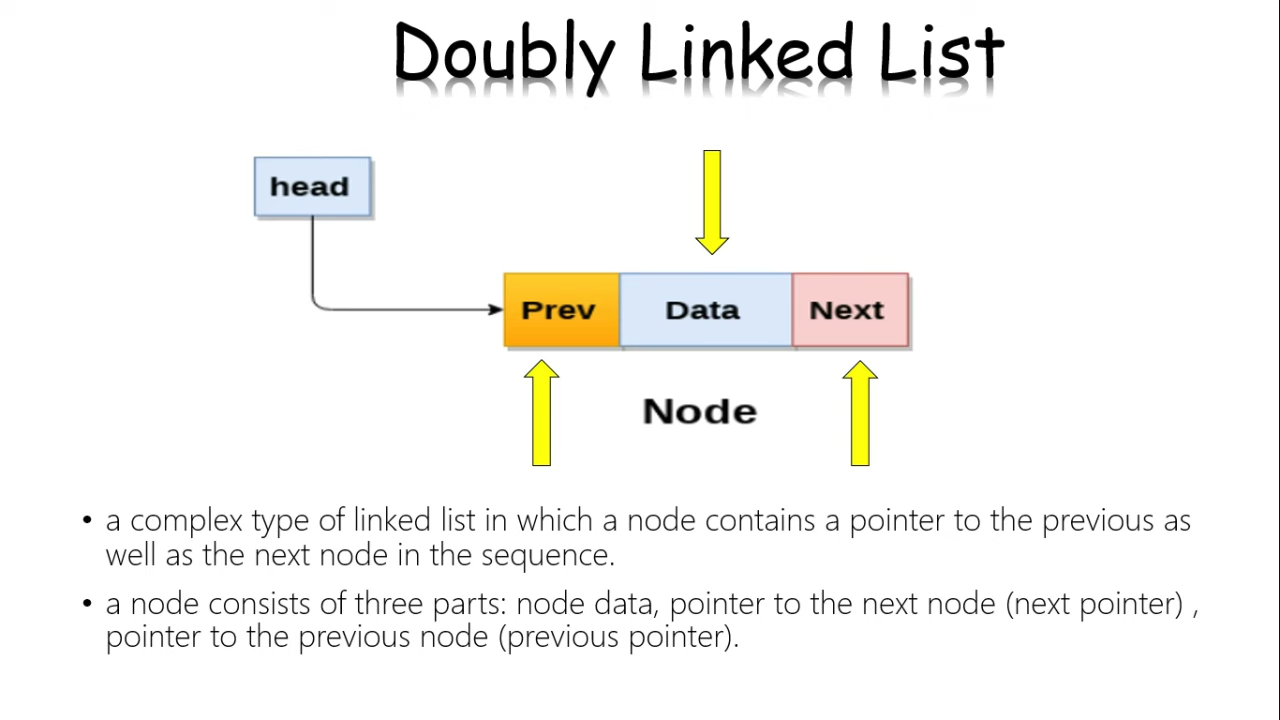 Doubly Linked List
head
Prev Data Next
Node
• a complex type of linked list in which a node contains a pointer to the previous as
well as the next node in the sequence.
• a node consists of three parts: node data, pointer to the next node (next pointer) ,
pointer to the previous node (previous pointer).